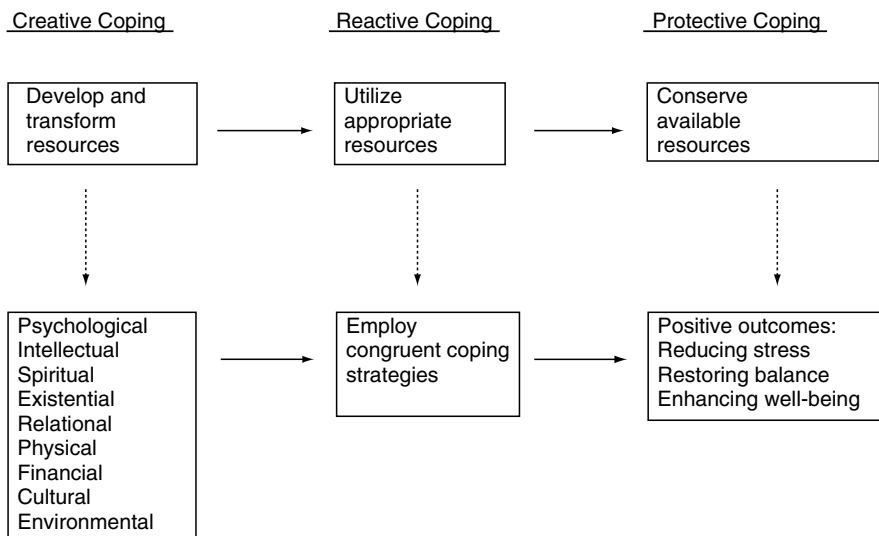 Creative Coping
Reactive Coping
Protective Coping
Develop and
transform
resources
Utilize
appropriate
resources
Conserve
available
resources
Psychological
Intellectual
Spiritual
Existential
Relational
Physical
Financial
Cultural
Environmental
Employ
congruent coping
strategies
Positive outcomes:
Reducing stress
Restoring balance
Enhancing well-being